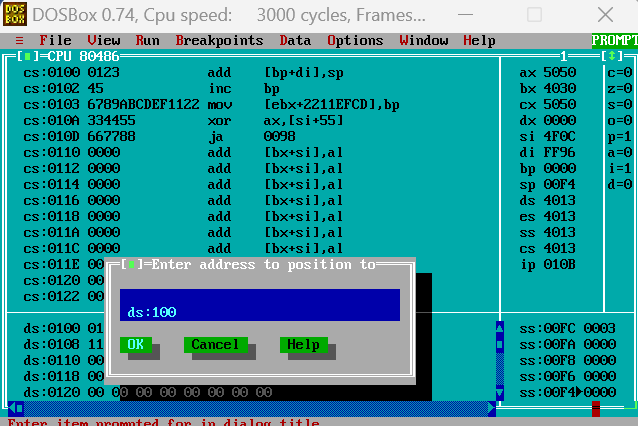 DOSBox 0.74, Cpu speed: 3000 cycles, Frames...
≡ File View Run Breakpoints Data Options Window Help PROMPT
[■]=CPU 80486 1=[↕]
cs:0100 0123 add [bp+di],sp ax 5050 c=0
cs:0102 45 inc bp bx 4030 z=0
cs:0103 6789ABCDEF1122 mov [ebx+2211EFCD],bp cx 5050 s=0
cs:010A 334455 xor ax,[si+55] dx 0000 o=0
cs:010D 667788 ja 0098 si 4F0C p=1
cs:0110 0000 add [bx+si],al di FF96 a=0
cs:0112 0000 add [bx+si],al bp 0000 i=1
cs:0114 0000 add [bx+si],al sp 00F4 d=0
cs:0116 0000 add [bx+si],al ds 4013
cs:0118 0000 add [bx+si],al es 4013
cs:011A 0000 add [bx+si],al ss 4013
cs:011C 0000 add [bx+si],al cs 4013
cs:011E 00 ip 010B
[■]=Enter address to position to
cs:0120 00
cs:0122 00
ds:100
OK Cancel Help
ds:0100 01 ss:00FC 0003
ds:0108 11 ss:00FA 0000
ds:0110 00 ss:00F8 0000
ds:0118 00 ss:00F6 0000
ds:0120 00 00 00 00 00 00 00 00 ss:00F4►0000
Enter item prompted for in dialog title